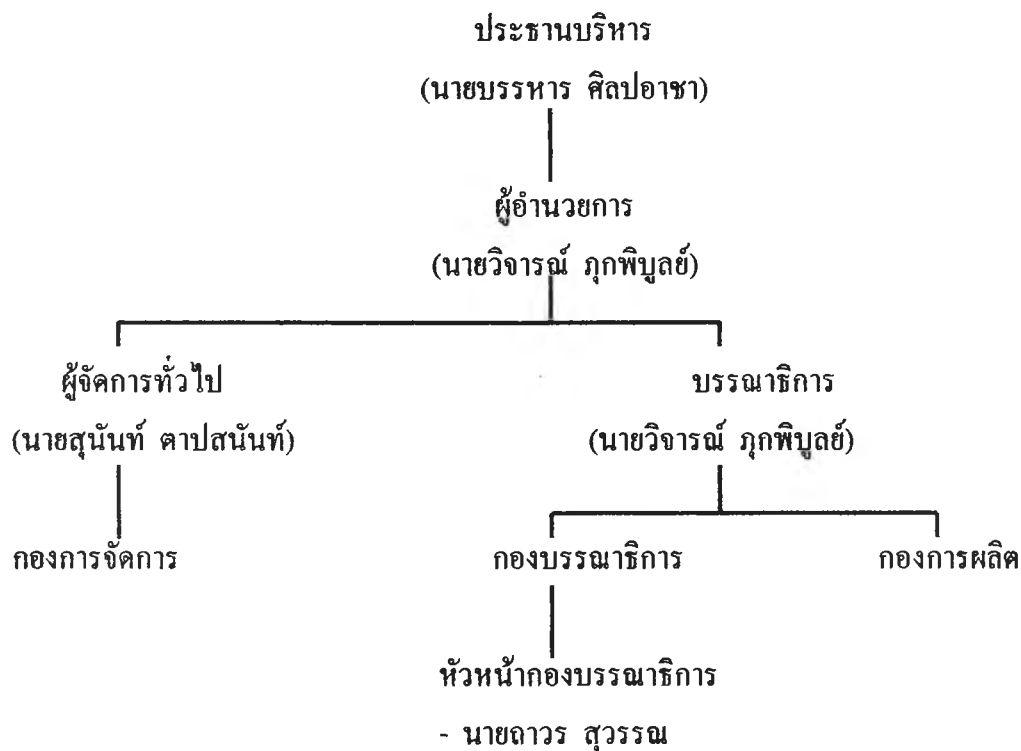 ประธานบริหาร
(นายบรรหาร ศิลปอาชา)
ผู้อำนวยการ
(นายวิจารณ์ ภุกพิบูลย์)
ผู้จัดการทั่วไป
บรรณาธิการ
(นายสุนันท์ ตาปสนันท์)
(นายวิจารณ์ ภุกพิบูลย์)
กองการจัดการ
กองบรรณาธิการ
กองการผลิต
หัวหน้ากองบรรณาธิการ
- นายถาวร สุวรรณ